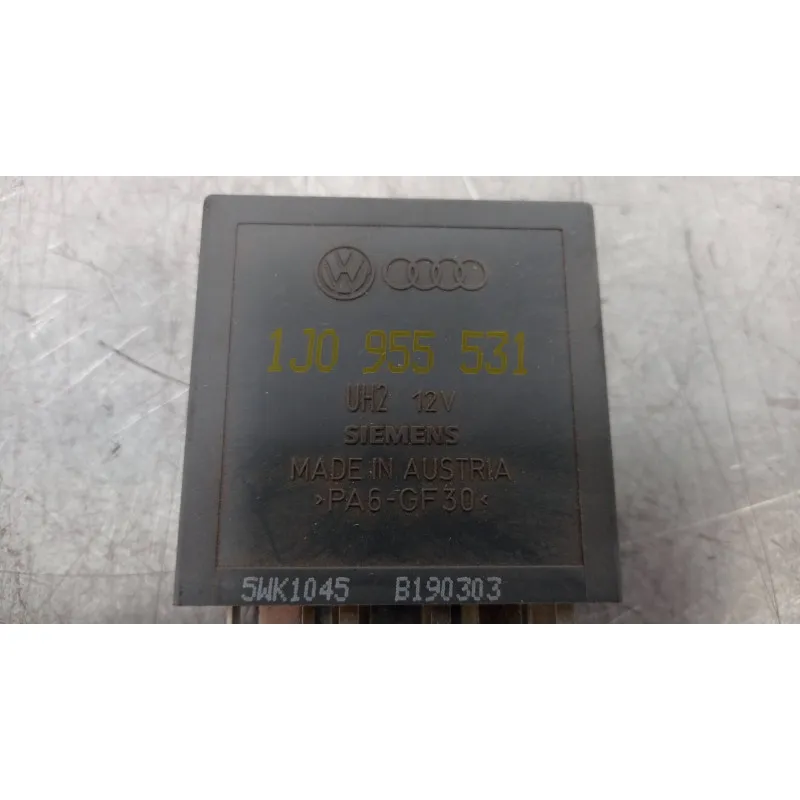 1J0 955 531
UH2 12V
SIEMENS
MADE IN AUSTRIA
>PA6-GF30<
5WK1045 B190303